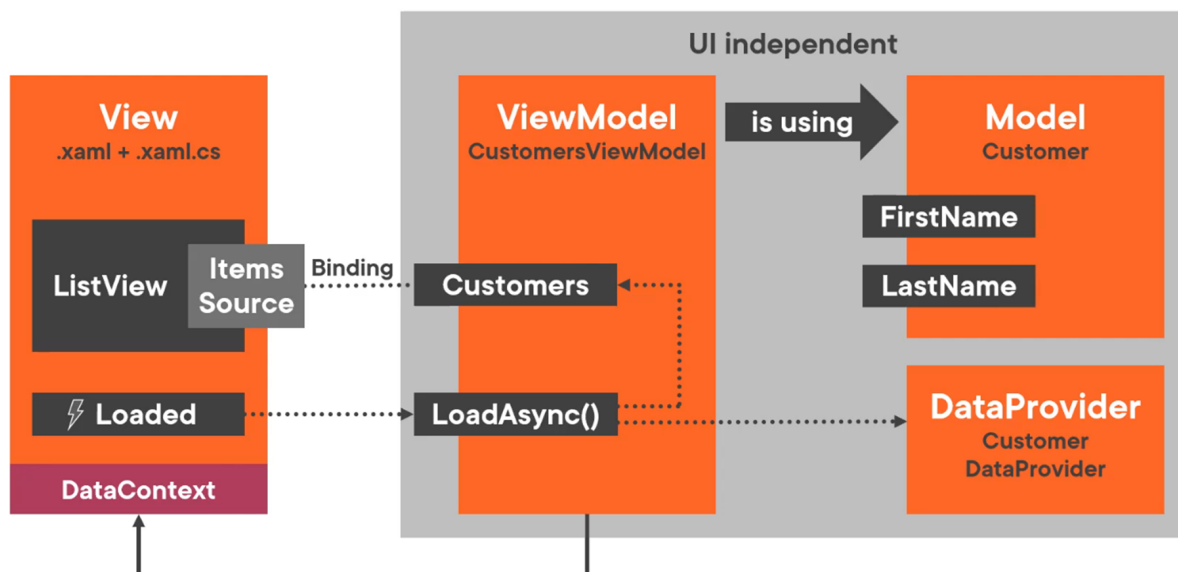 UI independent
View
.xaml + .xaml.cs
ListView
Items
Source
Loaded
DataContext
Binding
ViewModel
CustomersViewModel
Customers
LoadAsync()
is using
Model
Customer
FirstName
LastName
DataProvider
Customer
DataProvider